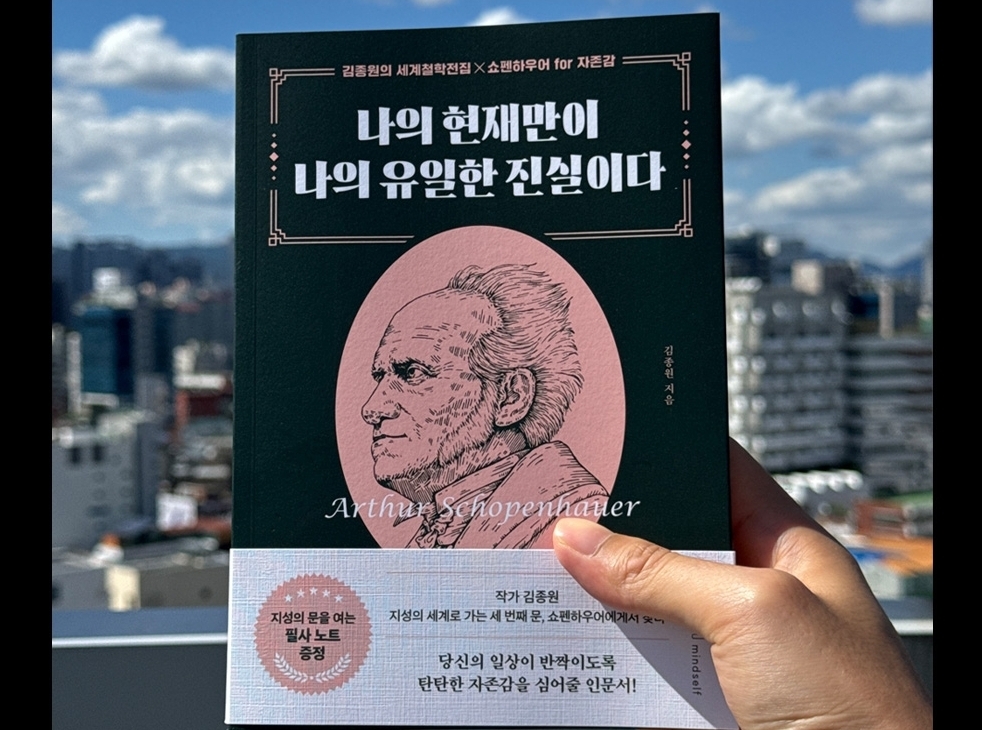 김종원의 세계철학전집×쇼펜하우어 for 자존감
나의 현재만이
나의 유일한 진실이다
김종원 지음
Arthur Schopenhauer
작가 김종원
지성의 세계로 가는 세 번째 문, 쇼펜하우어에게서
지성의 문을 여는
필사 노트
증정
당신의 일상이 반짝이도록
탄탄한 자존감을 심어줄 인문서!
mindself